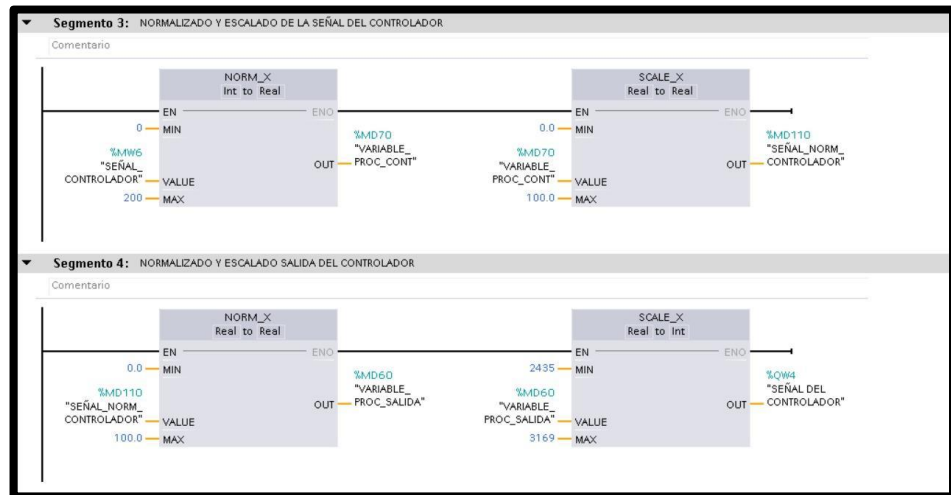 Segmento 3: NORMALIZADO Y ESCALADO DE LA SEÑAL DEL CONTROLADOR
Comentario
NORM_X
Int to Real
EN
ENO
0
MIN
%MW6
"SEÑAL_
CONTROLADOR"
VALUE
200
MAX
OUT
%MD70
"VARIABLE_
PROC_CONT"
SCALE_X
Real to Real
EN
ENO
0.0
MIN
%MD70
"VARIABLE_
PROC_CONT"
VALUE
100.0
MAX
OUT
%MD110
"SEÑAL_NORM_
CONTROLADOR"
Segmento 4: NORMALIZADO Y ESCALADO SALIDA DEL CONTROLADOR
Comentario
NORM_X
Real to Real
EN
ENO
0.0
MIN
%MD110
"SEÑAL_NORM_
CONTROLADOR"
VALUE
100.0
MAX
OUT
%MD60
"VARIABLE_
PROC_SALIDA"
SCALE_X
Real to Int
EN
ENO
2435
MIN
%MD60
"VARIABLE_
PROC_SALIDA"
VALUE
3169
MAX
OUT
%QW4
"SEÑAL DEL
CONTROLADOR"